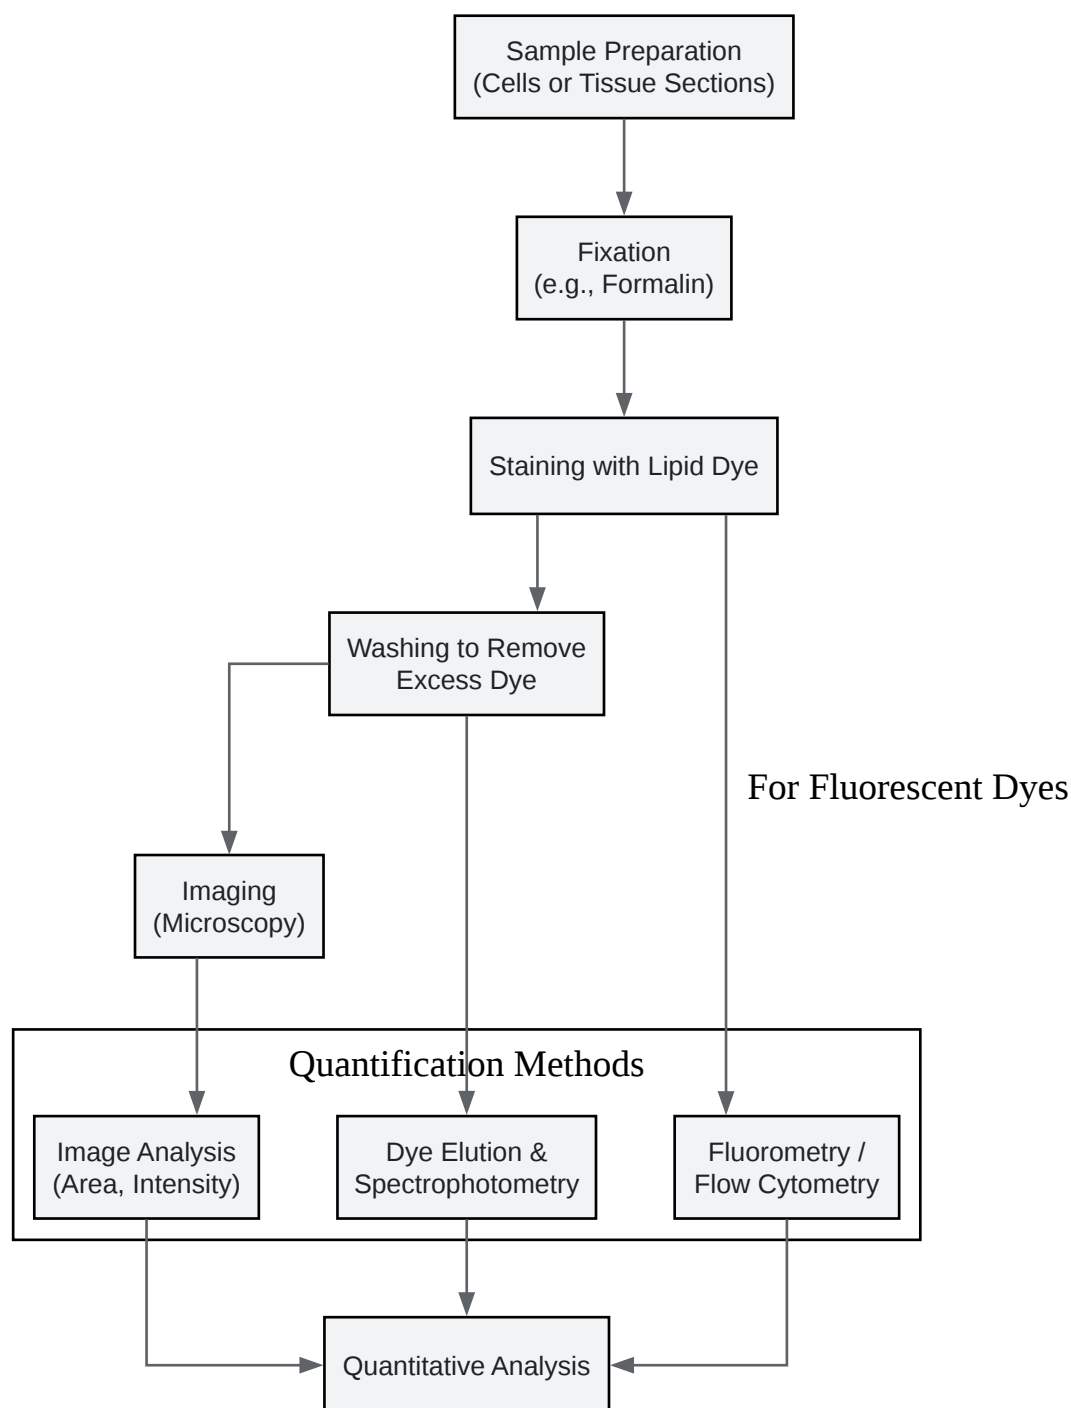 Sample Preparation
(Cells or Tissue Sections)
Fixation
(e.g., Formalin)
Staining with Lipid Dye
Washing to Remove
Excess Dye
For Fluorescent Dyes
Imaging
(Microscopy)
Quantification Methods
Image Analysis
(Area, Intensity)
Dye Elution &
Spectrophotometry
Fluorometry /
Flow Cytometry
Quantitative Analysis